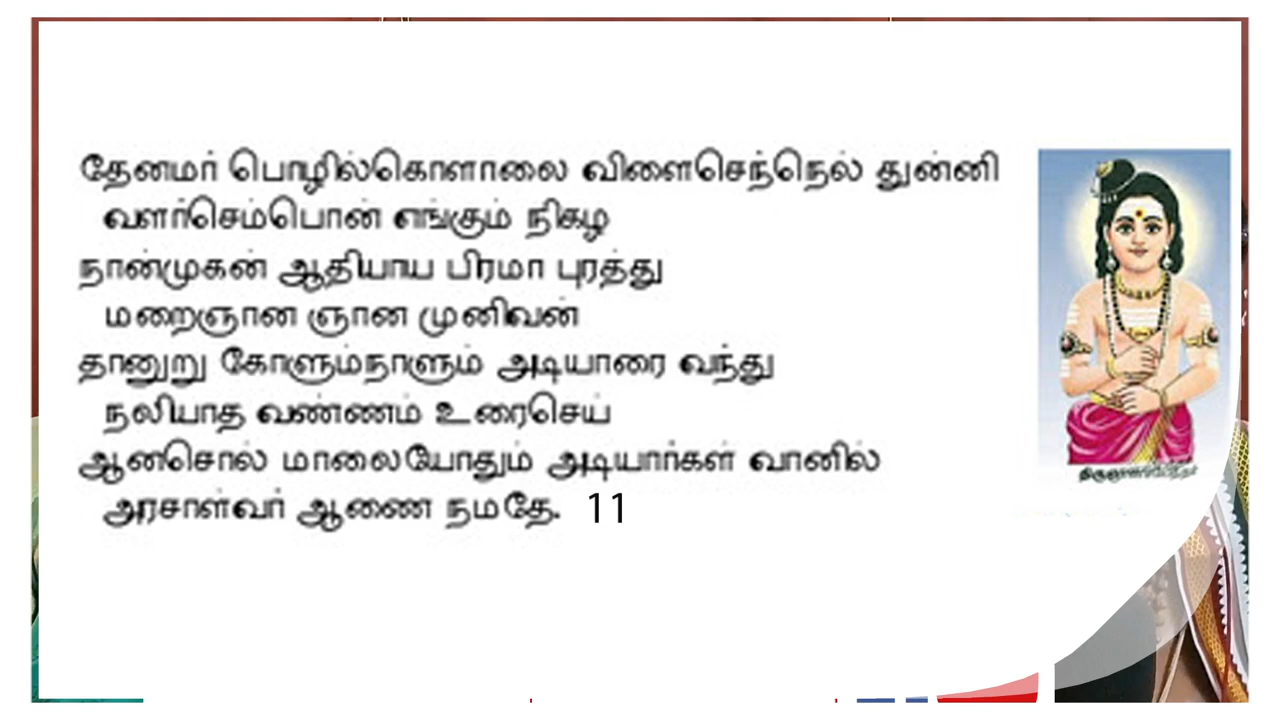 தேனமர் பொழில்கொளாலை விளைசெந்நெல் துன்னி
வளர்செம்பொன் எங்கும் நிகழ
நான்முகன் ஆதியாய பிரமா புரத்து
மறைஞான ஞான முனிவன்
தானுறு கோளும்நாளும் அடியாரை வந்து
நலியாத வண்ணம் உரைசெய்
ஆனசொல் மாலையோதும் அடியார்கள் வானில்
அரசாள்வர் ஆணை நமதே. 11